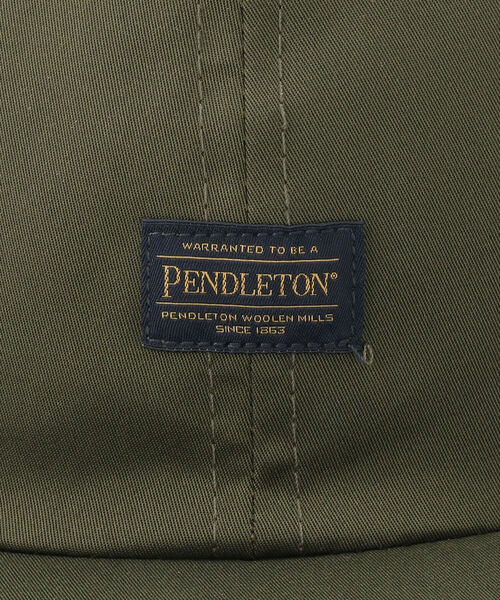 WARRANTED TO BE A
PENDLETON®
PENDLETON WOOLEN MILLS
SINCE 1863